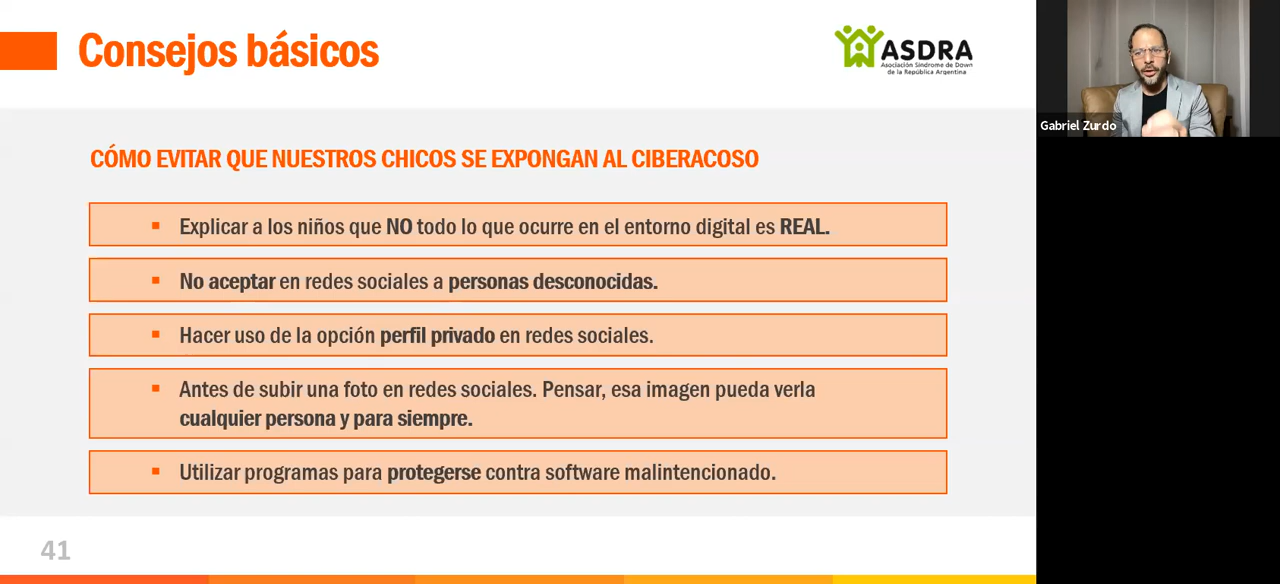 Consejos básicos
ASDRA
Asociación Síndrome de Down
de la República Argentina
Gabriel Zurdo
CÓMO EVITAR QUE NUESTROS CHICOS SE EXPONGAN AL CIBERACOSO
Explicar a los niños que NO todo lo que ocurre en el entorno digital es REAL.
No aceptar en redes sociales a personas desconocidas.
Hacer uso de la opción perfil privado en redes sociales.
Antes de subir una foto en redes sociales. Pensar, esa imagen pueda verla
cualquier persona y para siempre.
Utilizar programas para protegerse contra software malintencionado.
41